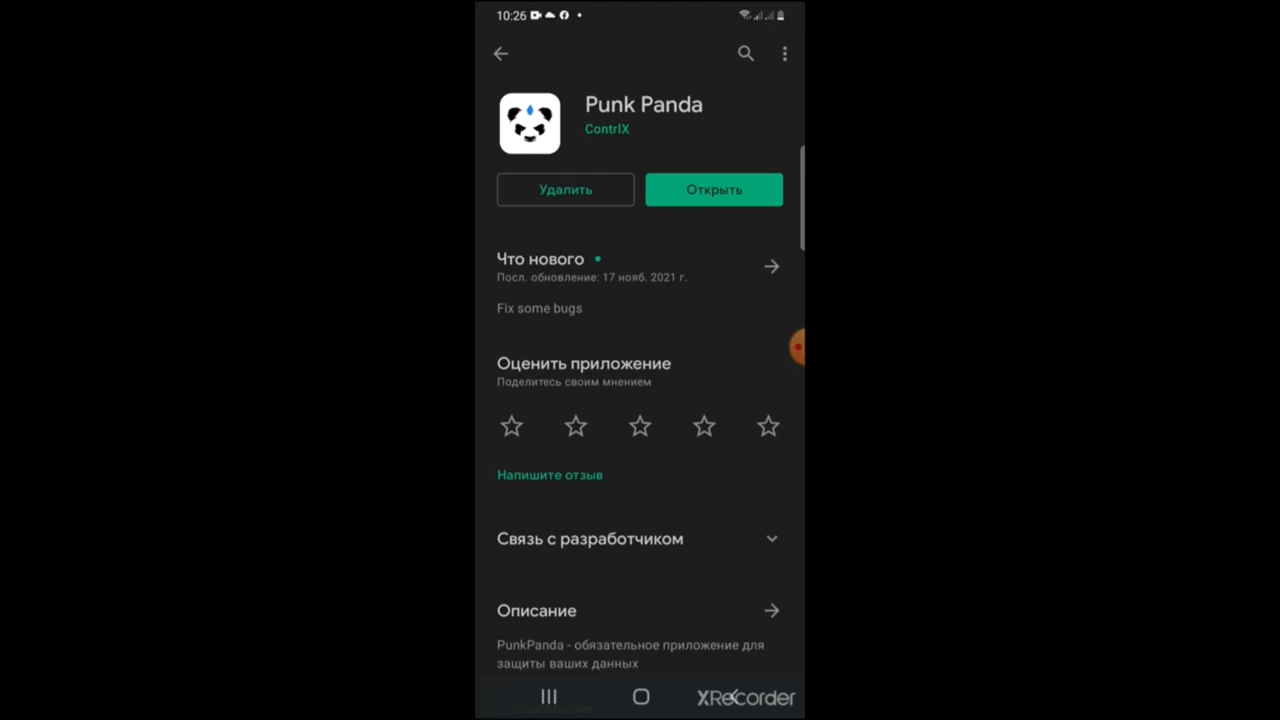 10:26
Punk Panda
ContrlX
Удалить
Открыть
Что нового
Посл. обновление: 17 нояб. 2021 г.
Fix some bugs
Оценить приложение
Поделитесь своим мнением
Напишите отзыв
Связь с разработчиком
Описание
PunkPanda - обязательное приложение для
защиты ваших данных
XRecorder